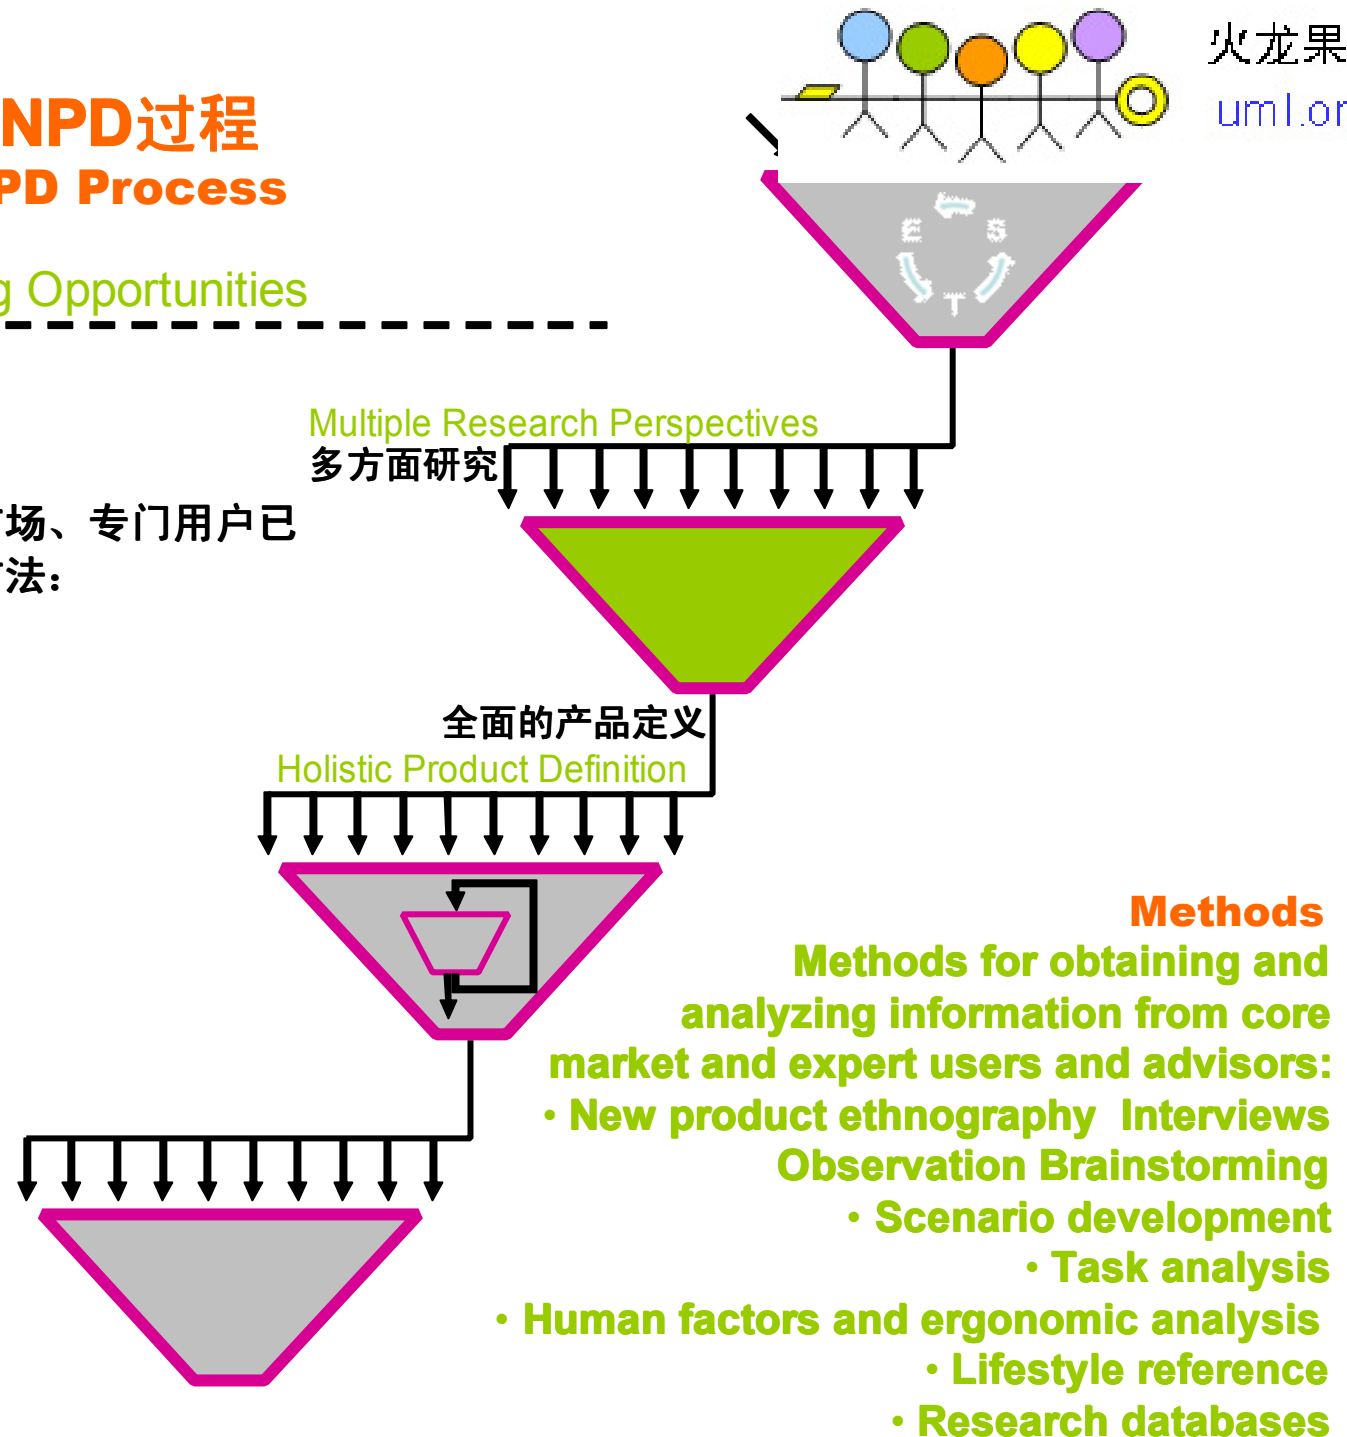 火龙果
uml.or
NPD过程
PD Process
g Opportunities
E
S
T
Multiple Research Perspectives
多方面研究
市场、专门用户已
方法：
全面的产品定义
Holistic Product Definition
Methods
Methods for obtaining and
analyzing information from core
market and expert users and advisors:
• New product ethnography  Interviews
Observation Brainstorming
• Scenario development
• Task analysis
• Human factors and ergonomic analysis
• Lifestyle reference
• Research databases